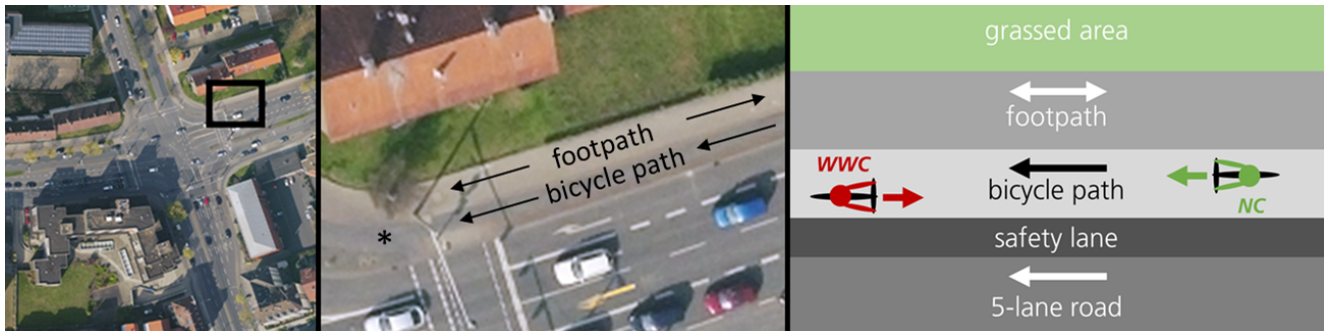 footpath
bicycle path
*
grassed area
footpath
WWC
bicycle path
NC
safety lane
5-lane road